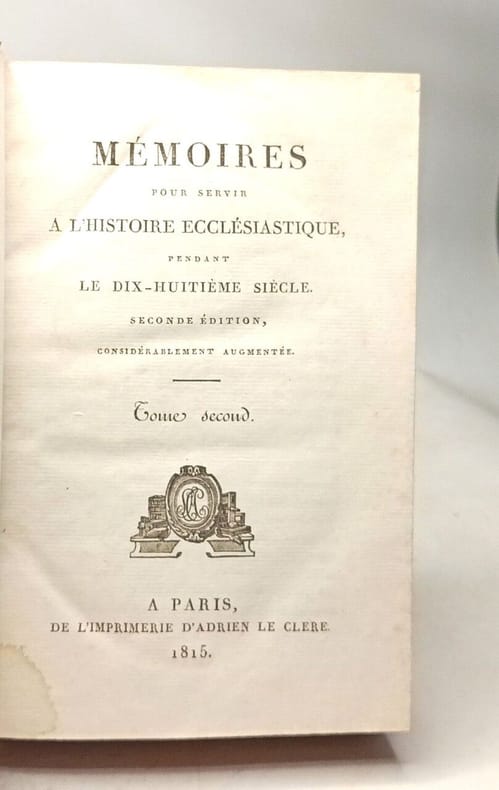 MÉMOIRES
POUR SERVIR
A L'HISTOIRE ECCLÉSIASTIQUE,
PENDANT
LE DIX-HUITIÈME SIÈCLE.
SECONDE ÉDITION,
CONSIDÉRABLEMENT AUGMENTÉE.
Tome second.
A PARIS,
DE L'IMPRIMERIE D'ADRIEN LE CLERE.
1815.